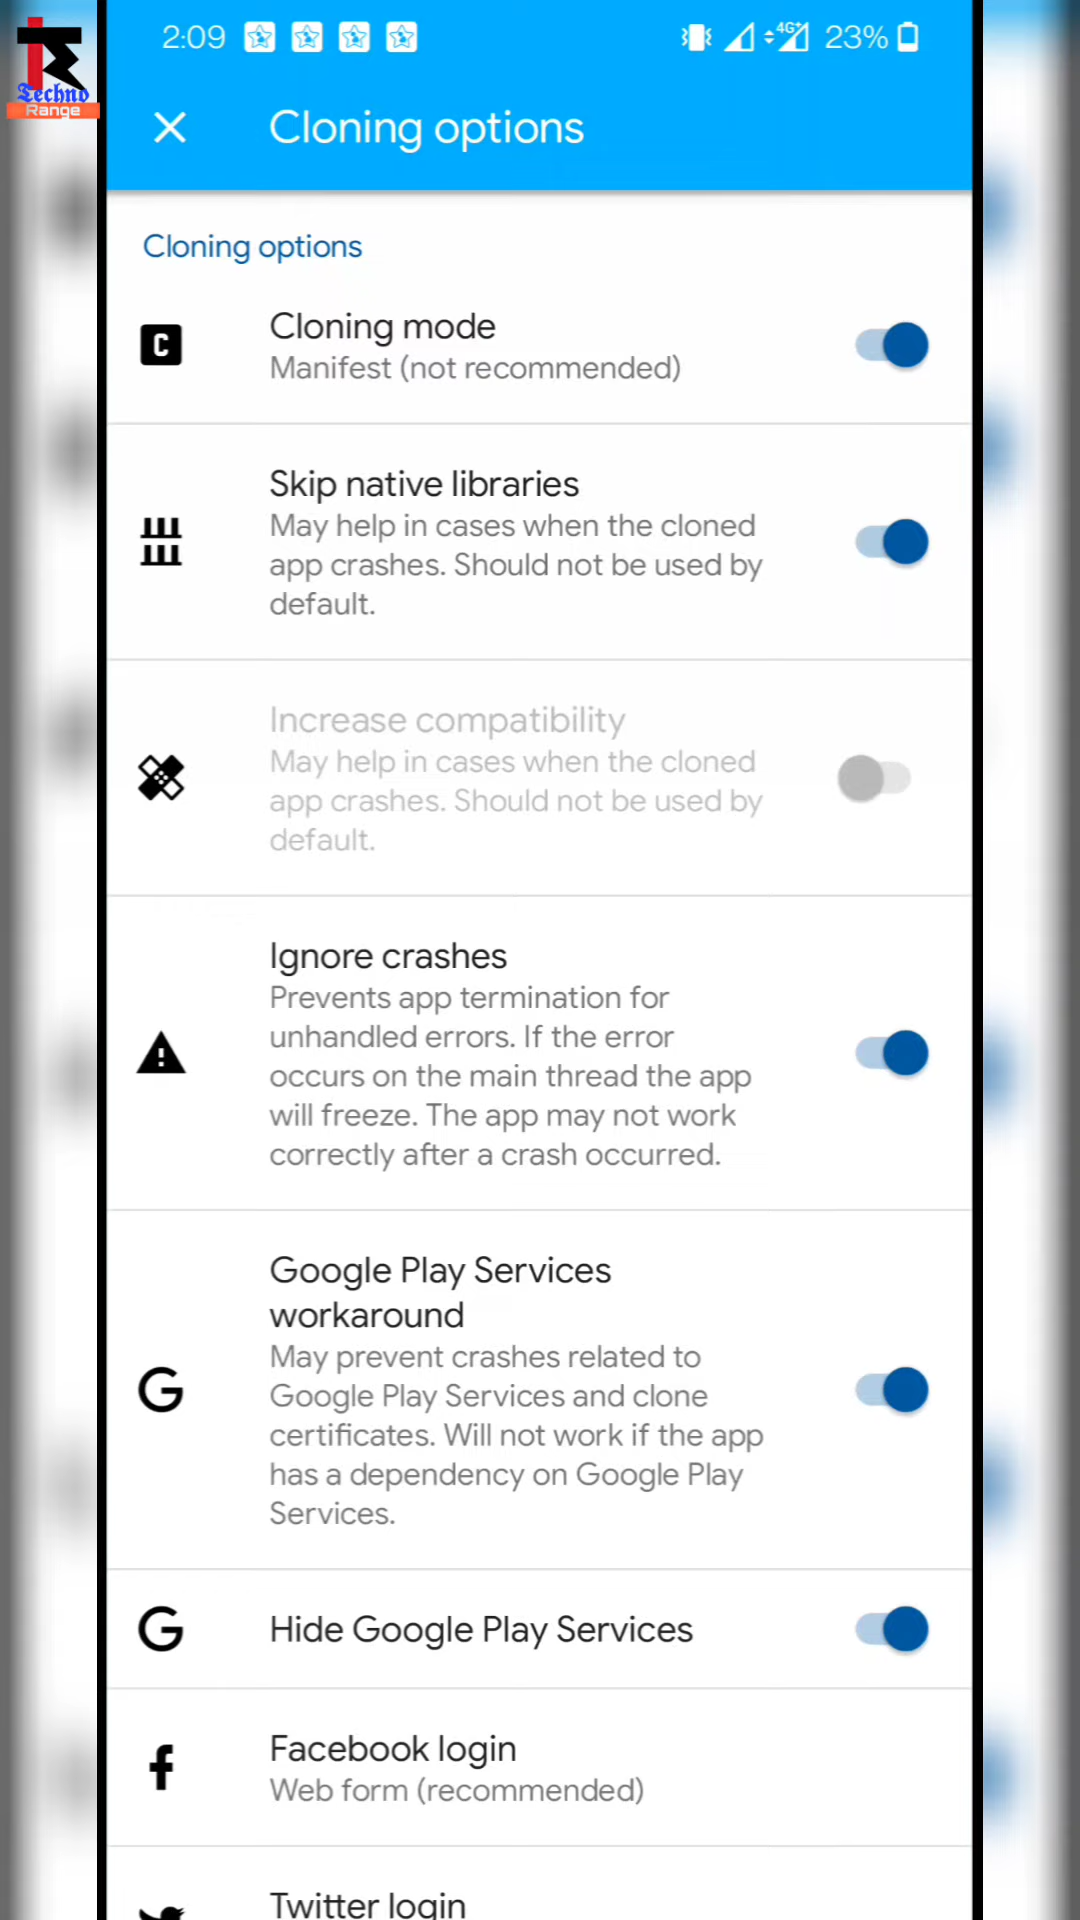 Techno
Range
2:09
4G+
23%
Cloning options
Cloning options
C
Cloning mode
Manifest (not recommended)
Skip native libraries
May help in cases when the cloned
app crashes. Should not be used by
default.
Increase compatibility
May help in cases when the cloned
app crashes. Should not be used by
default.
Ignore crashes
Prevents app termination for
unhandled errors. If the error
occurs on the main thread the app
will freeze. The app may not work
correctly after a crash occurred.
Google Play Services
workaround
May prevent crashes related to
Google Play Services and clone
certificates. Will not work if the app
has a dependency on Google Play
Services.
Hide Google Play Services
Facebook login
Web form (recommended)
Twitter login